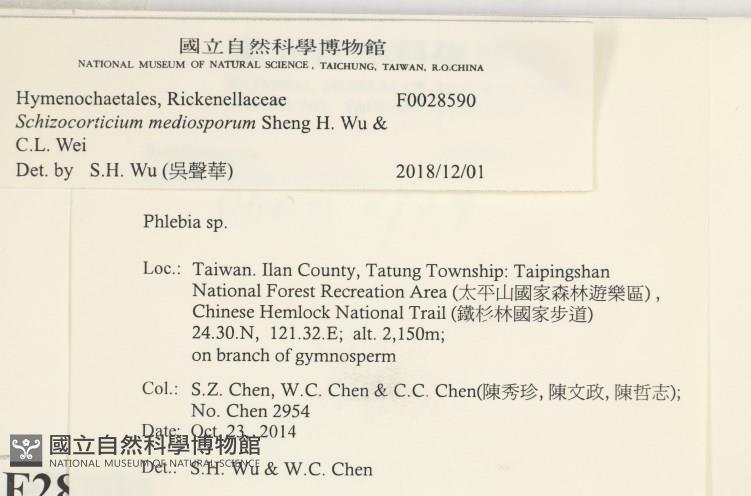 國立自然科學博物館
NATIONAL MUSEUM OF NATURAL SCIENCE, TAICHUNG, TAIWAN, R.O.CHINA
Hymenochaetales, Rickenellaceae F0028590
Schizocorticium mediosporum Sheng H. Wu &
C.L. Wei
Det. by S.H. Wu (吳聲華) 2018/12/01
Phlebia sp.
Loc.: Taiwan. Ilan County, Tatung Township: Taipingshan
National Forest Recreation Area (太平山國家森林遊樂區),
Chinese Hemlock National Trail (鐵杉林國家步道)
24.30.N, 121.32.E; alt. 2,150m;
on branch of gymnosperm
Col.: S.Z. Chen, W.C. Chen & C.C. Chen(陳秀珍, 陳文政, 陳哲志);
No. Chen 2954
Date: Oct. 23, 2014
國立自然科學博物館
NATIONAL MUSEUM OF NATURAL SCIENCE
Det.: S.H. Wu & W.C. Chen
F28